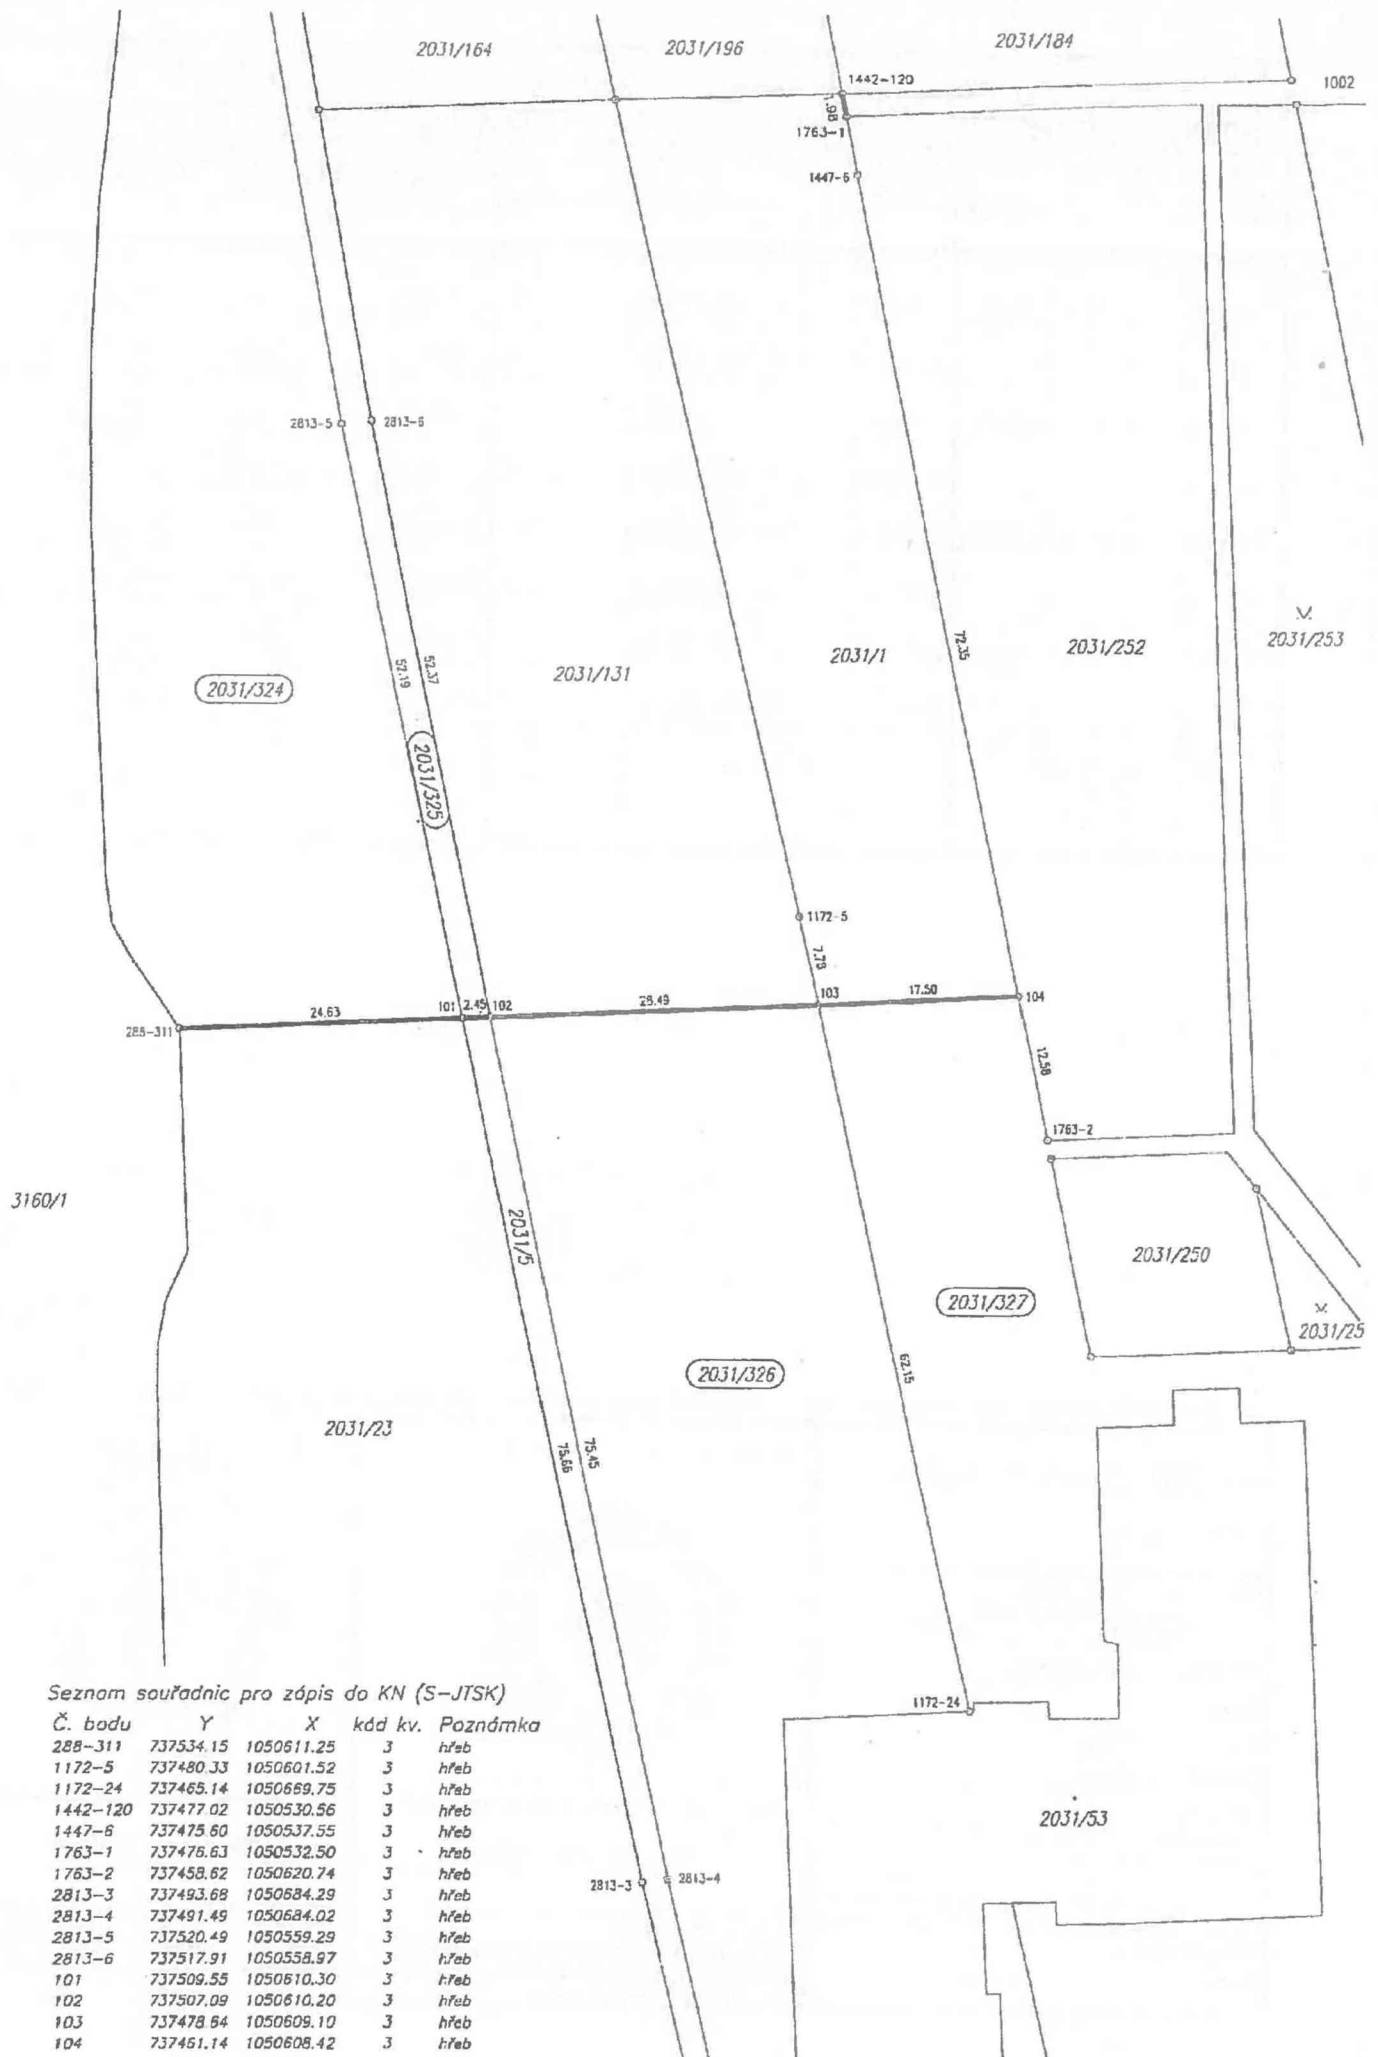 2031/164
2031/196
2031/184
1442-120
1002
1.98
1763-1
1447-6
2813-5
2813-6
2031/324
52.19
52.37
2031/131
2031/1
72.35
2031/252
2031/253
2031/325
1172-5
7.78
288-311
24.63
101
2.45
102
28.49
103
17.50
104
12.58
1763-2
3160/1
2031/5
2031/250
2031/327
2031/25
2031/326
62.15
2031/23
75.66
75.45
1172-24
2031/53
2813-3
2813-4
Seznam souřadnic pro zápis do KN (S-JTSK)
Č. bodu Y X kód kv. Poznámka
288-311 737534.15 1050611.25 3 hřeb
1172-5 737480.33 1050601.52 3 hřeb
1172-24 737465.14 1050669.75 3 hřeb
1442-120 737477.02 1050530.56 3 hřeb
1447-6 737475.60 1050537.55 3 hřeb
1763-1 737476.63 1050532.50 3 hřeb
1763-2 737458.62 1050620.74 3 hřeb
2813-3 737493.68 1050684.29 3 hřeb
2813-4 737491.49 1050684.02 3 hřeb
2813-5 737520.49 1050559.29 3 hřeb
2813-6 737517.91 1050558.97 3 hřeb
101 737509.55 1050610.30 3 hřeb
102 737507.09 1050610.20 3 hřeb
103 737478.64 1050609.10 3 hřeb
104 737461.14 1050608.42 3 hřeb